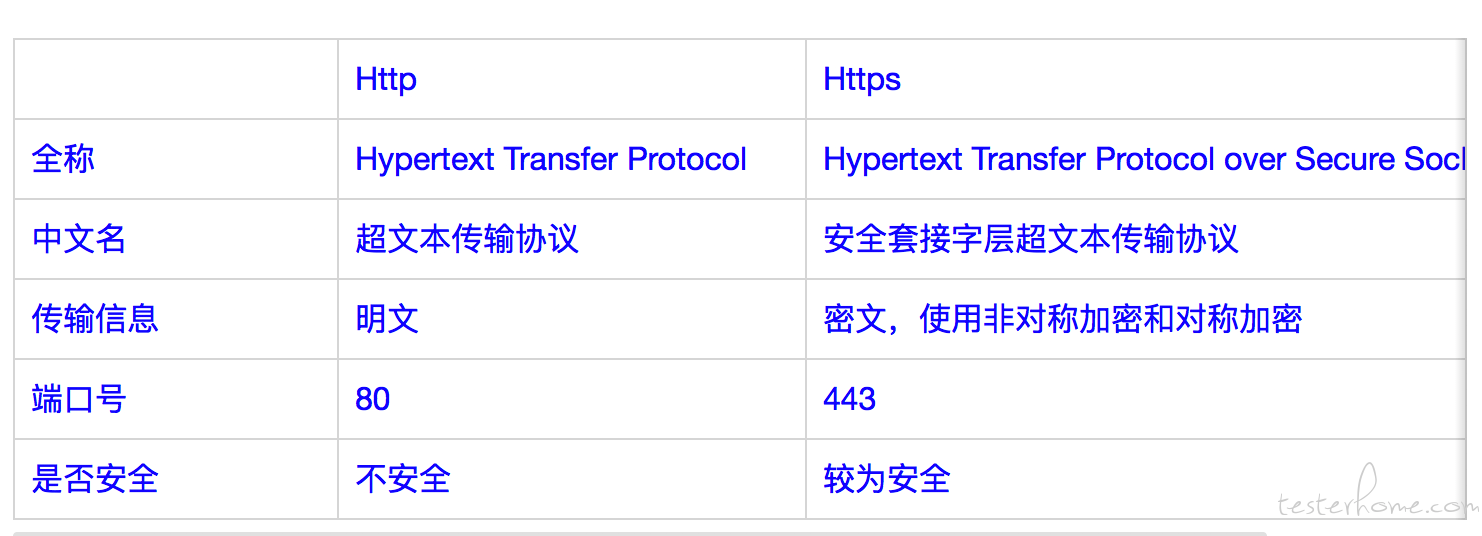 Http Https
全称 Hypertext Transfer Protocol Hypertext Transfer Protocol over Secure
中文名 超文本传输协议 安全套接字层超文本传输协议
传输信息 明文 密文，使用非对称加密和对称加密
端口号 80 443
是否安全 不安全 较为安全
testerhome.com